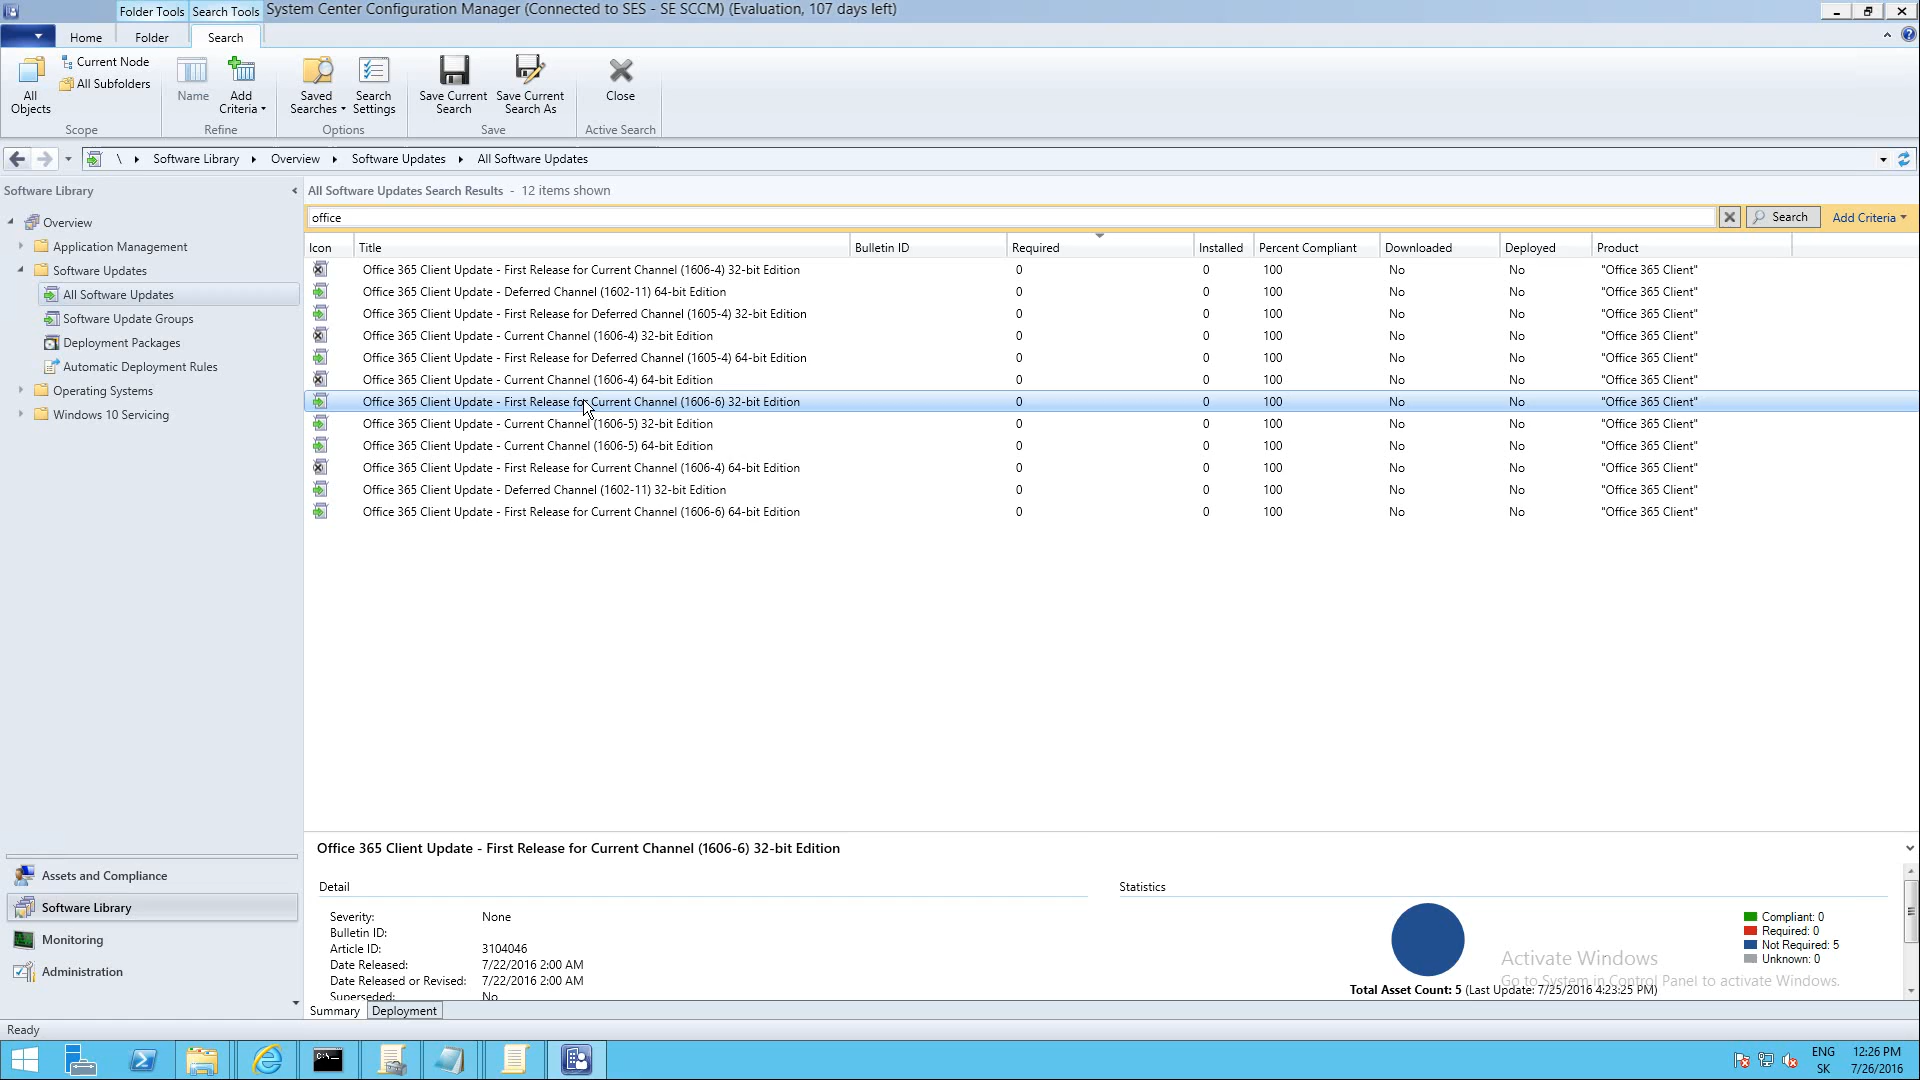 Folder Tools Search Tools System Center Configuration Manager (Connected to SES - SE SCCM) (Evaluation, 107 days left)
Home Folder Search
All Objects
Current Node
All Subfolders
Scope
Name
Add Criteria
Refine
Saved Searches
Search Settings
Options
Save Current Search
Save Current Search As
Save
Close
Active Search
\ Software Library Overview Software Updates All Software Updates
Software Library
Overview
Application Management
Software Updates
All Software Updates
Software Update Groups
Deployment Packages
Automatic Deployment Rules
Operating Systems
Windows 10 Servicing
Assets and Compliance
Software Library
Monitoring
Administration
All Software Updates Search Results - 12 items shown
office Search Add Criteria
Icon Title Bulletin ID Required Installed Percent Compliant Downloaded Deployed Product
Office 365 Client Update - First Release for Current Channel (1606-4) 32-bit Edition 0 0 100 No No "Office 365 Client"
Office 365 Client Update - Deferred Channel (1602-11) 64-bit Edition 0 0 100 No No "Office 365 Client"
Office 365 Client Update - First Release for Deferred Channel (1605-4) 32-bit Edition 0 0 100 No No "Office 365 Client"
Office 365 Client Update - Current Channel (1606-4) 32-bit Edition 0 0 100 No No "Office 365 Client"
Office 365 Client Update - First Release for Deferred Channel (1605-4) 64-bit Edition 0 0 100 No No "Office 365 Client"
Office 365 Client Update - Current Channel (1606-4) 64-bit Edition 0 0 100 No No "Office 365 Client"
Office 365 Client Update - First Release for Current Channel (1606-6) 32-bit Edition 0 0 100 No No "Office 365 Client"
Office 365 Client Update - Current Channel (1606-5) 32-bit Edition 0 0 100 No No "Office 365 Client"
Office 365 Client Update - Current Channel (1606-5) 64-bit Edition 0 0 100 No No "Office 365 Client"
Office 365 Client Update - First Release for Current Channel (1606-4) 64-bit Edition 0 0 100 No No "Office 365 Client"
Office 365 Client Update - Deferred Channel (1602-11) 32-bit Edition 0 0 100 No No "Office 365 Client"
Office 365 Client Update - First Release for Current Channel (1606-6) 64-bit Edition 0 0 100 No No "Office 365 Client"
Office 365 Client Update - First Release for Current Channel (1606-6) 32-bit Edition
Detail
Severity: None
Bulletin ID:
Article ID: 3104046
Date Released: 7/22/2016 2:00 AM
Date Released or Revised: 7/22/2016 2:00 AM
Superseded: No
Statistics
Compliant: 0
Required: 0
Not Required: 5
Unknown: 0
Total Asset Count: 5 (Last Update: 7/25/2016 4:23:25 PM)
Activate Windows
Go to System in Control Panel to activate Windows.
Summary Deployment
Ready
ENG 12:26 PM
SK 7/26/2016